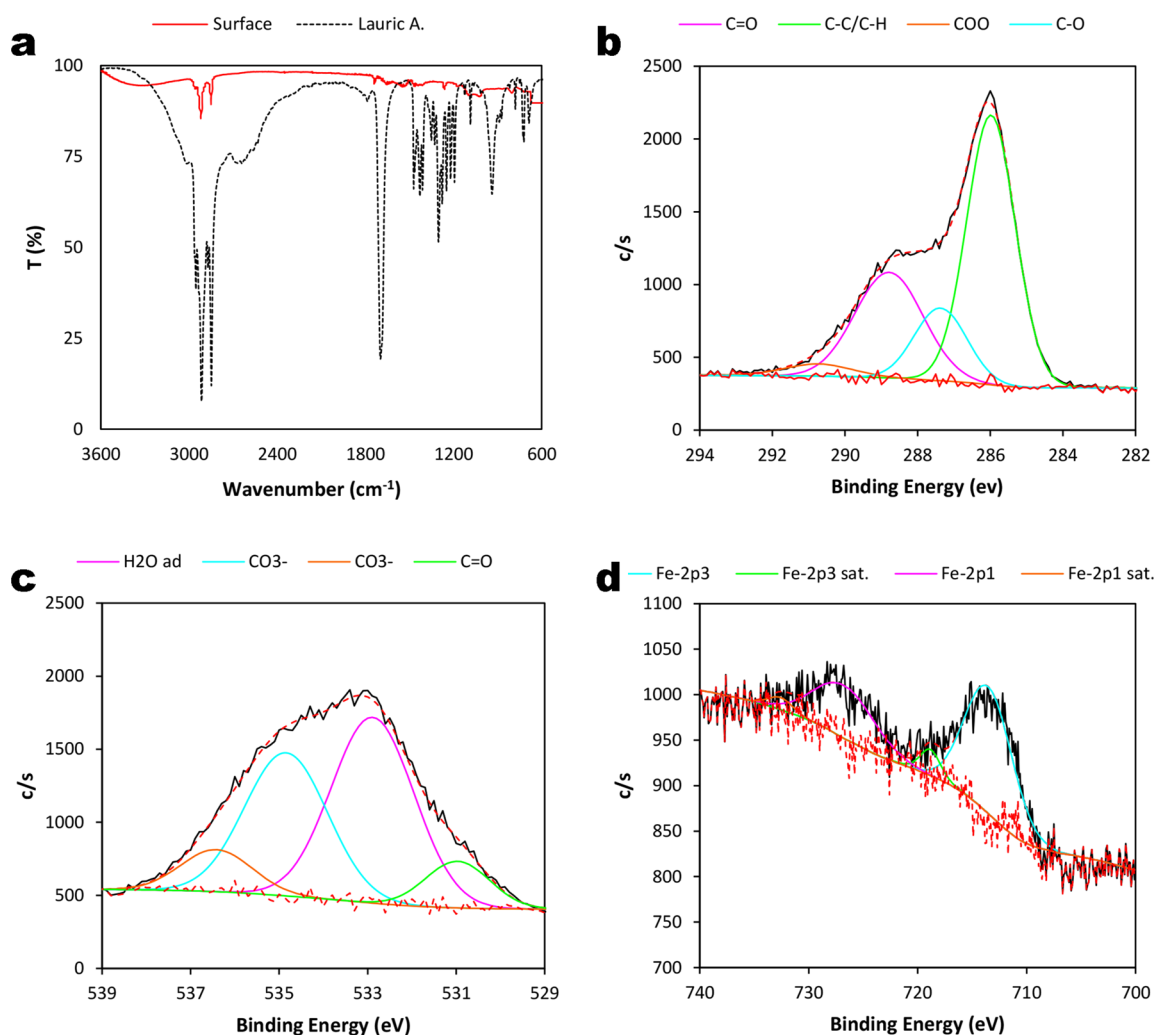 a
Surface Lauric A.
100
75
50
25
0
T (%)
3600 3000 2400 1800 1200 600
Wavenumber (cm-1)
b
C=O C-C/C-H COO C-O
2500
2000
1500
1000
500
0
c/s
294 292 290 288 286 284 282
Binding Energy (ev)
c
H2O ad CO3- CO3- C=O
2500
2000
1500
1000
500
0
c/s
539 537 535 533 531 529
Binding Energy (eV)
d
Fe-2p3 Fe-2p3 sat. Fe-2p1 Fe-2p1 sat.
1100
1050
1000
950
900
850
800
750
700
c/s
740 730 720 710 700
Binding Energy (eV)